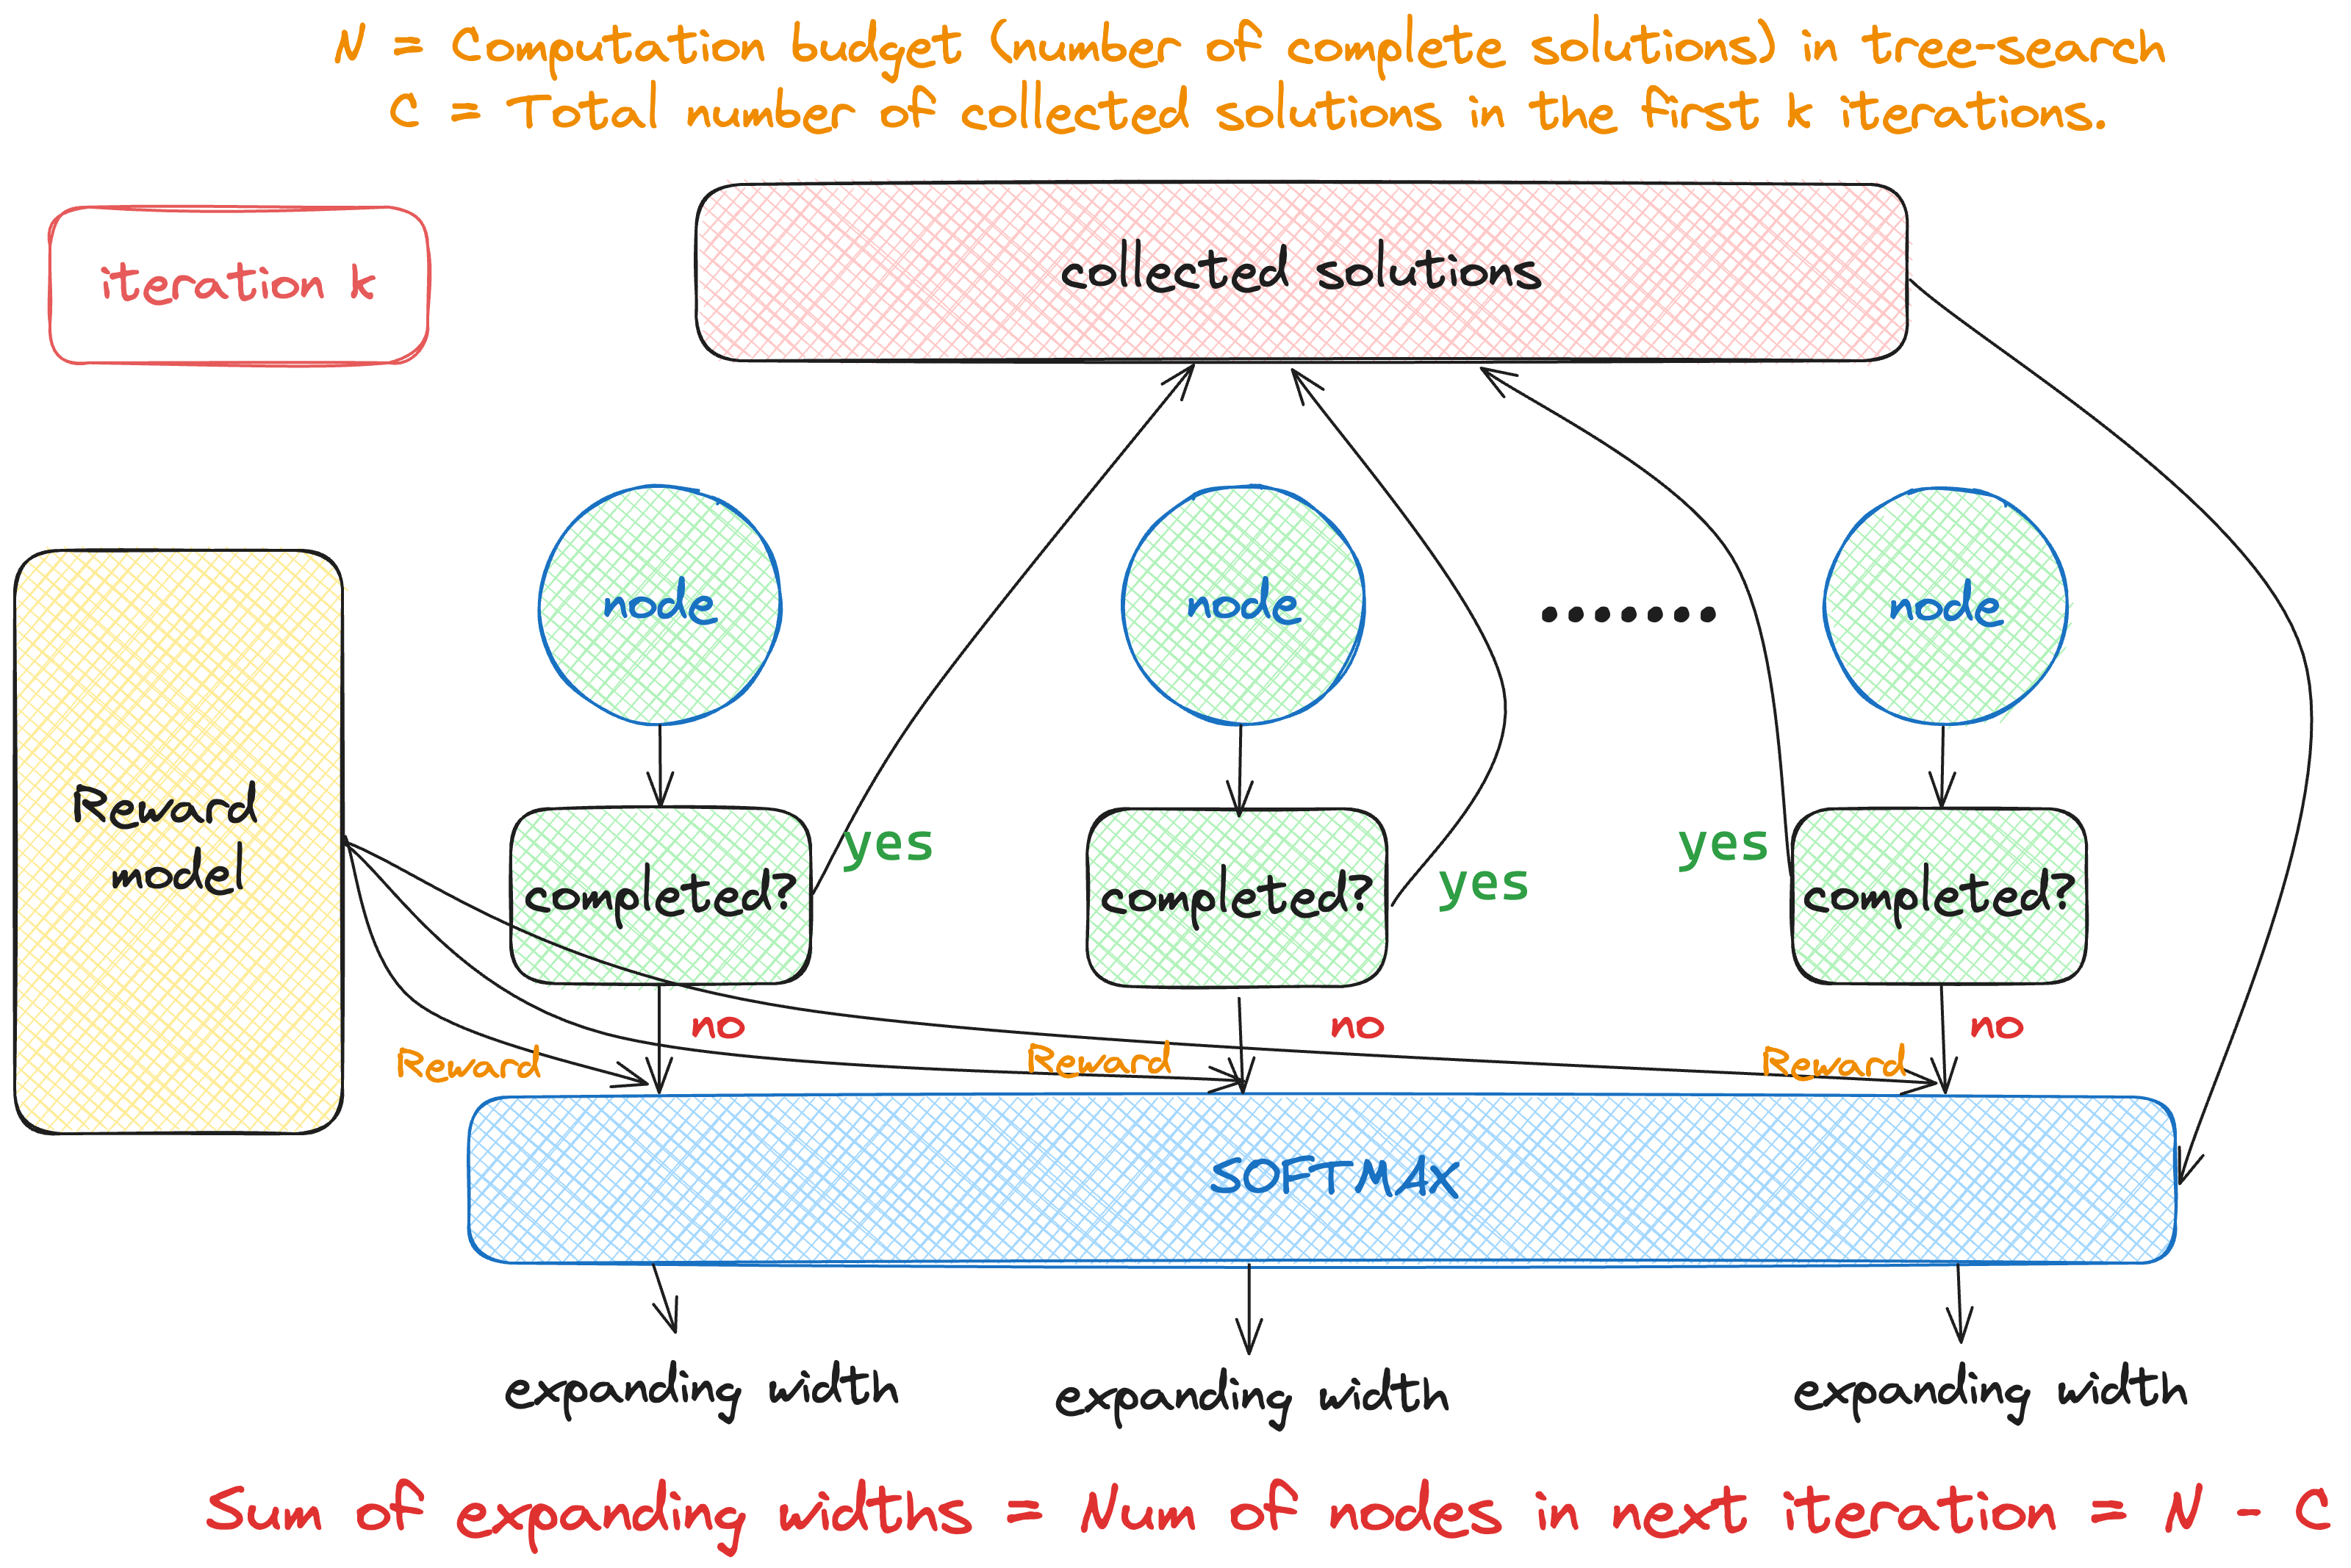 N = Computation budget (number of complete solutions) in tree-search
C = Total number of collected solutions in the first k iterations.
iteration k
collected solutions
node
node
node
Reward
model
completed?
yes
completed?
yes
yes
completed?
no
no
no
Reward
Reward
Reward
SOFTMAX
expanding width
expanding width
expanding width
Sum of expanding widths = Num of nodes in next iteration = N - C